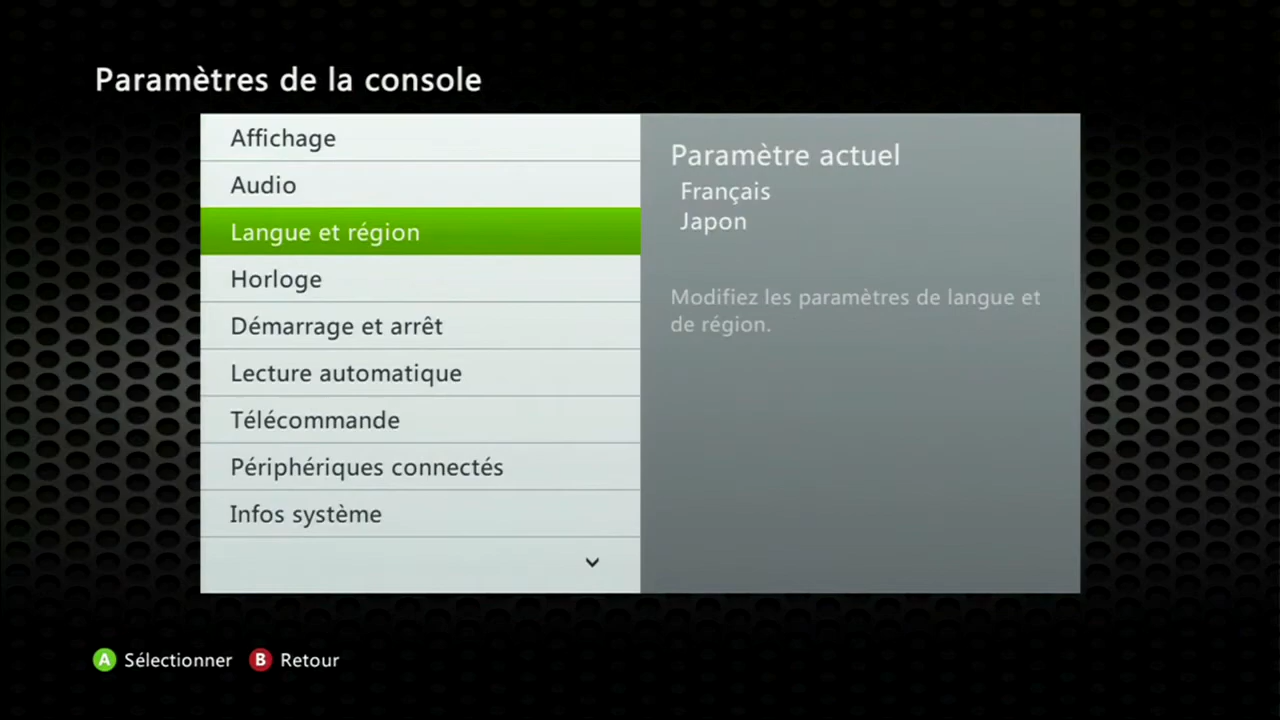 Paramètres de la console
Affichage
Audio
Langue et région
Horloge
Démarrage et arrêt
Lecture automatique
Télécommande
Périphériques connectés
Infos système
Paramètre actuel
Français
Japon
Modifiez les paramètres de langue et
de région.
A Sélectionner B Retour